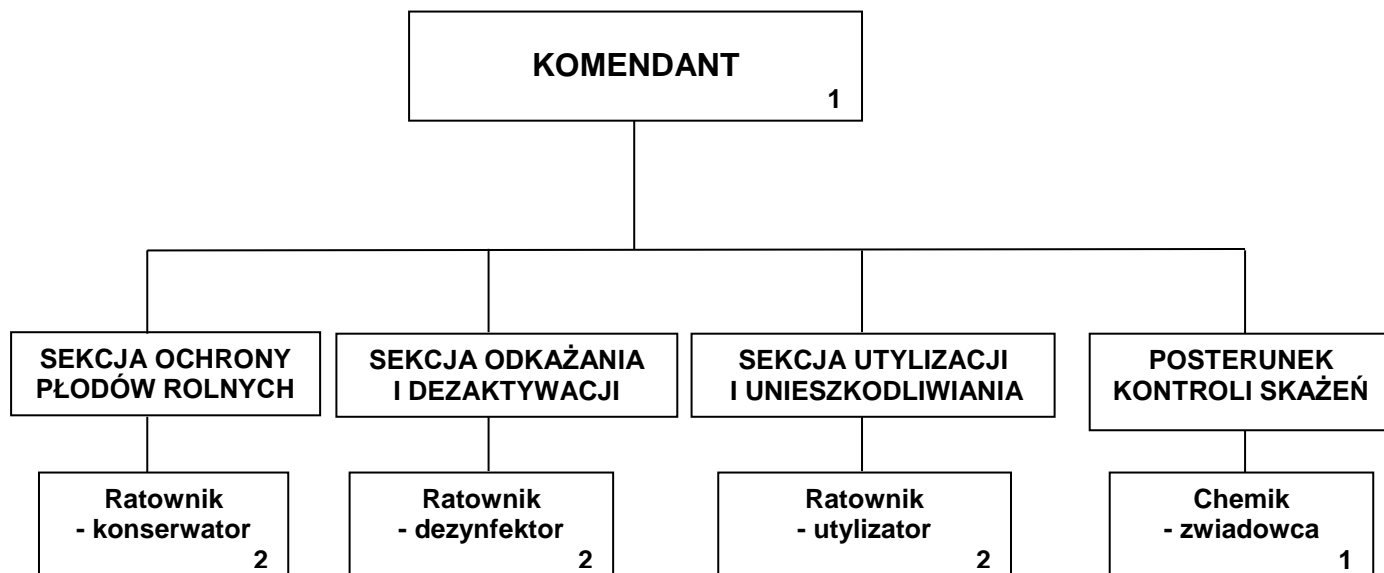 KOMENDANT
1
SEKCJA OCHRONY
PŁODÓW ROLNYCH
SEKCJA ODKAŻANIA
I DEZAKTYWACJI
SEKCJA UTYLIZACJI
I UNIESZKODLIWIANIA
POSTERUNEK
KONTROLI SKAŻEŃ
Ratownik
- konserwator
2
Ratownik
- dezynfektor
2
Ratownik
- utylizator
2
Chemik
- zwiadowca
1